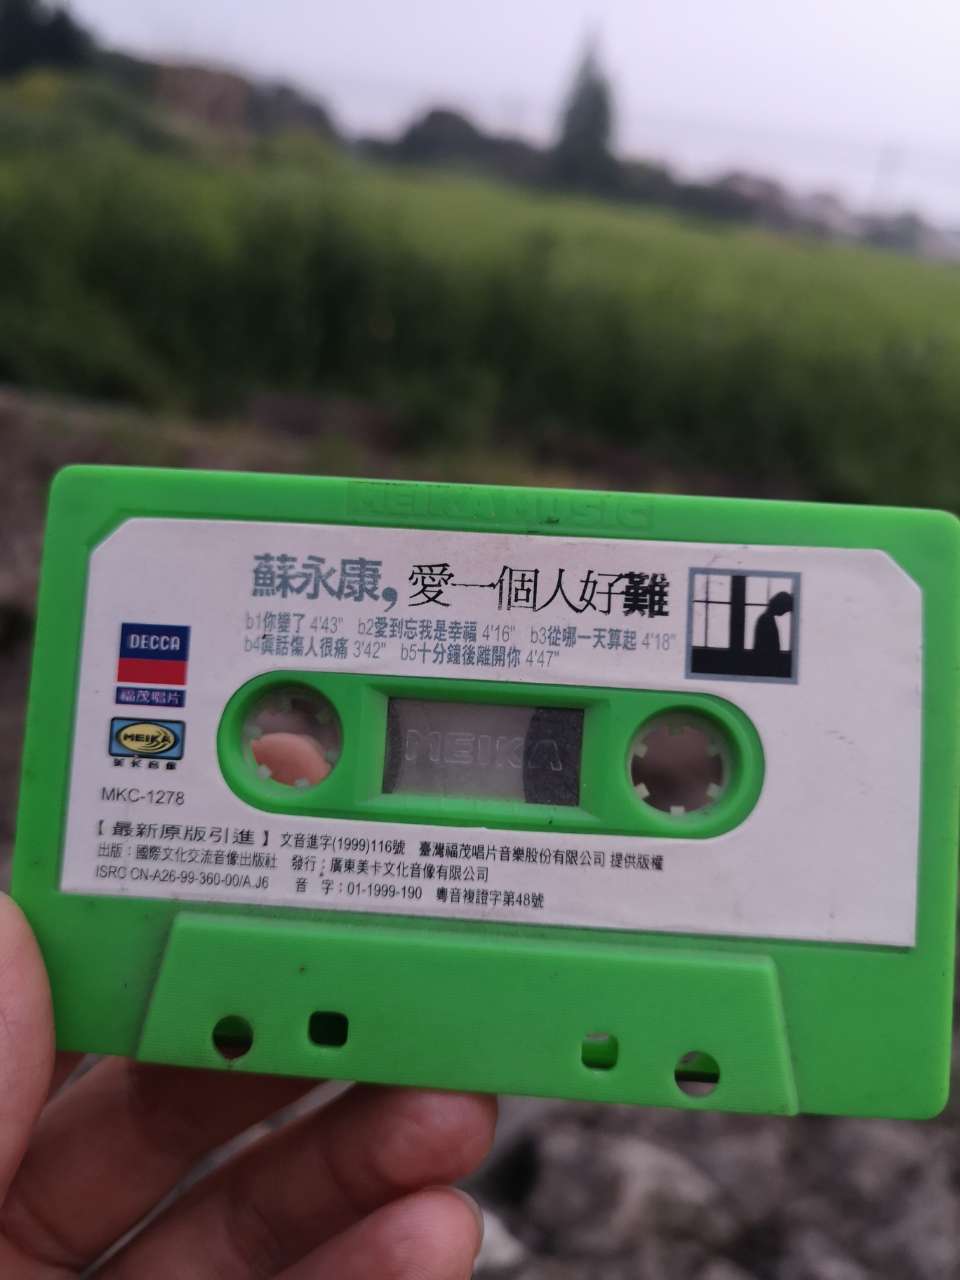 MEIKA MUSIC
蘇永康,愛一個人好難
b1你變了 4'43" b2愛到忘我是幸福 4'16" b3從哪一天算起 4'18"
b4真話傷人很痛 3'42" b5十分鐘後離開你 4'47"
DECCA
福茂唱片
MEIKA
美卡音像
MEIKA
MKC-1278
【最新原版引進】文音進字(1999)116號 臺灣福茂唱片音樂股份有限公司 提供版權
出版:國際文化交流音像出版社 發行:廣東美卡文化音像有限公司
ISRC CN-A26-99-360-00/A.J6 音 字:01-1999-190 粵音複證字第48號